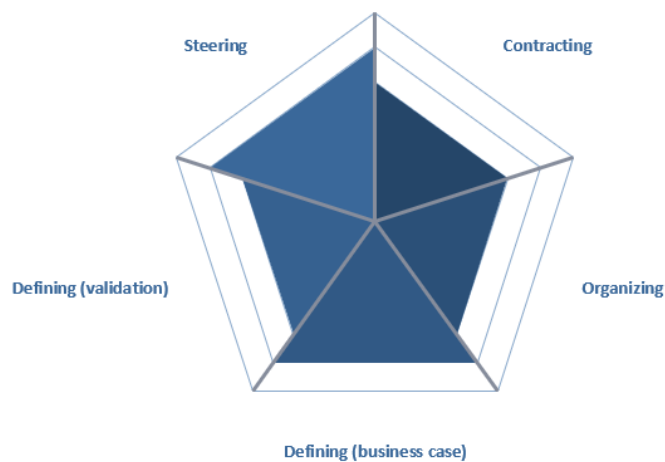 Steering
Contracting
Defining (validation)
Organizing
Defining (business case)